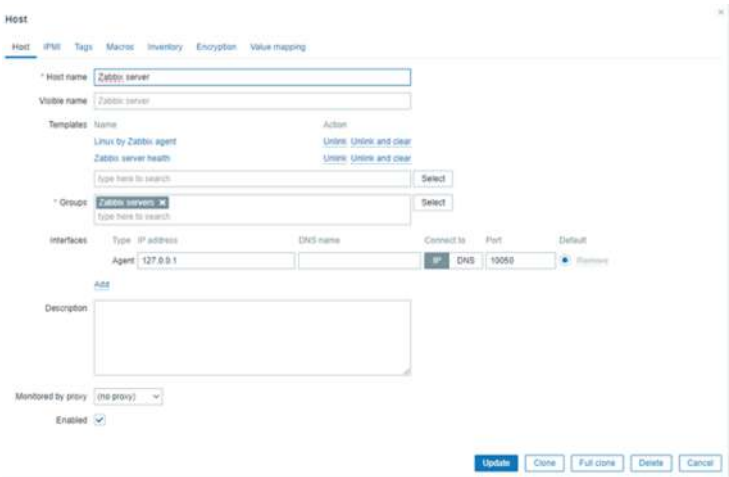 Host
Host IPMI Tags Macros Inventory Encryption Value mapping
* Host name Zabbix server
Visible name Zabbix server
Templates Name Action
Linux by Zabbix agent Unlink Unlink and clear
Zabbix server health Unlink Unlink and clear
type here to search Select
* Groups Zabbix servers × Select
type here to search
Interfaces Type IP address DNS name Connect to Port Default
Agent 127.0.0.1 IP DNS 10050 Remove
Add
Description
Monitored by proxy (no proxy)
Enabled
Update Clone Full clone Delete Cancel